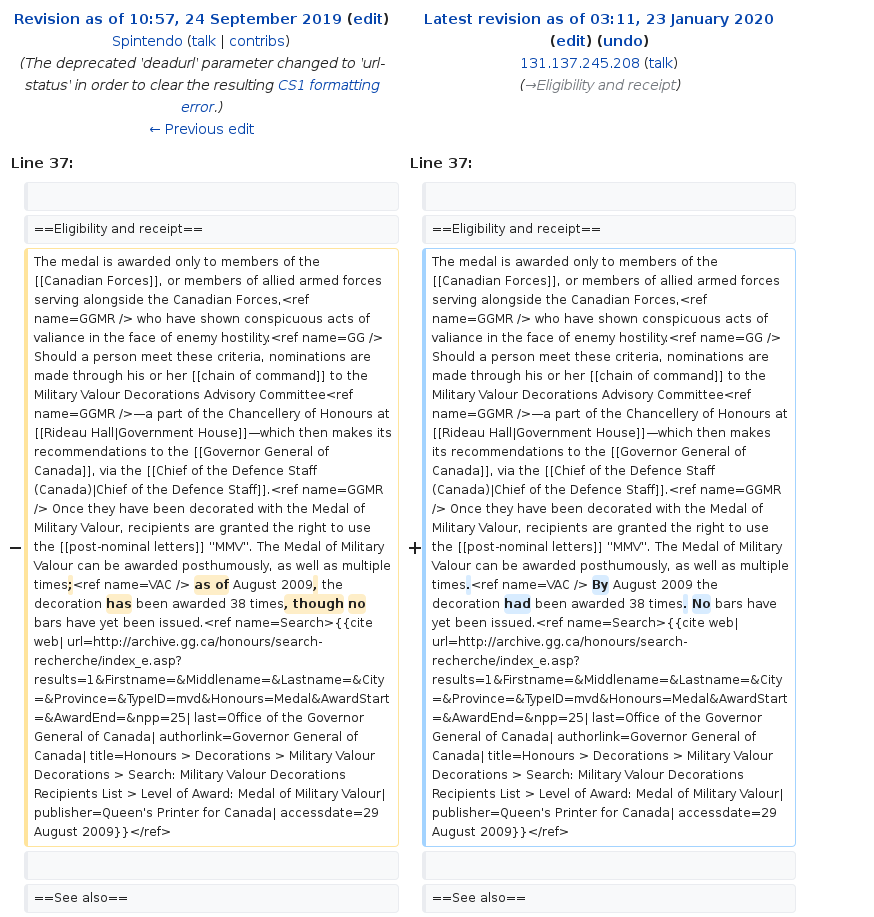 Revision as of 10:57, 24 September 2019 (edit)
Spintendo (talk | contribs)
(The deprecated 'deadurl' parameter changed to 'url-
status' in order to clear the resulting CS1 formatting
error.)
← Previous edit
Latest revision as of 03:11, 23 January 2020
(edit) (undo)
131.137.245.208 (talk)
(→Eligibility and receipt)
Line 37:
==Eligibility and receipt==
− The medal is awarded only to members of the
[[Canadian Forces]], or members of allied armed forces
serving alongside the Canadian Forces,<ref
name=GGMR /> who have shown conspicuous acts of
valiance in the face of enemy hostility.<ref name=GG />
Should a person meet these criteria, nominations are
made through his or her [[chain of command]] to the
Military Valour Decorations Advisory Committee<ref
name=GGMR />—a part of the Chancellery of Honours at
[[Rideau Hall|Government House]]—which then makes its
recommendations to the [[Governor General of
Canada]], via the [[Chief of the Defence Staff
(Canada)|Chief of the Defence Staff]].<ref name=GGMR
/> Once they have been decorated with the Medal of
Military Valour, recipients are granted the right to use
the [[post-nominal letters]] "MMV". The Medal of Military
Valour can be awarded posthumously, as well as multiple
times;<ref name=VAC /> as of August 2009, the
decoration has been awarded 38 times, though no
bars have yet been issued.<ref name=Search>{{cite
web| url=http://archive.gg.ca/honours/search-
recherche/index_e.asp?
results=1&Firstname=&Middlename=&Lastname=&City
=&Province=&TypeID=mvd&Honours=Medal&AwardStart
=&AwardEnd=&npp=25| last=Office of the Governor
General of Canada| authorlink=Governor General of
Canada| title=Honours > Decorations > Military Valour
Decorations > Search: Military Valour Decorations
Recipients List > Level of Award: Medal of Military Valour|
publisher=Queen's Printer for Canada| accessdate=29
August 2009}}</ref>
==See also==
Line 37:
==Eligibility and receipt==
+ The medal is awarded only to members of the
[[Canadian Forces]], or members of allied armed forces
serving alongside the Canadian Forces,<ref
name=GGMR /> who have shown conspicuous acts of
valiance in the face of enemy hostility.<ref name=GG />
Should a person meet these criteria, nominations are
made through his or her [[chain of command]] to the
Military Valour Decorations Advisory Committee<ref
name=GGMR />—a part of the Chancellery of Honours at
[[Rideau Hall|Government House]]—which then makes
its recommendations to the [[Governor General of
Canada]], via the [[Chief of the Defence Staff
(Canada)|Chief of the Defence Staff]].<ref name=GGMR
/> Once they have been decorated with the Medal of
Military Valour, recipients are granted the right to use
the [[post-nominal letters]] "MMV". The Medal of Military
Valour can be awarded posthumously, as well as multiple
times.<ref name=VAC /> By August 2009 the
decoration had been awarded 38 times. No bars have
yet been issued.<ref name=Search>{{cite web|
url=http://archive.gg.ca/honours/search-
recherche/index_e.asp?
results=1&Firstname=&Middlename=&Lastname=&City
=&Province=&TypeID=mvd&Honours=Medal&AwardStart
=&AwardEnd=&npp=25| last=Office of the Governor
General of Canada| authorlink=Governor General of
Canada| title=Honours > Decorations > Military Valour
Decorations > Search: Military Valour Decorations
Recipients List > Level of Award: Medal of Military Valour|
publisher=Queen's Printer for Canada| accessdate=29
August 2009}}</ref>
==See also==